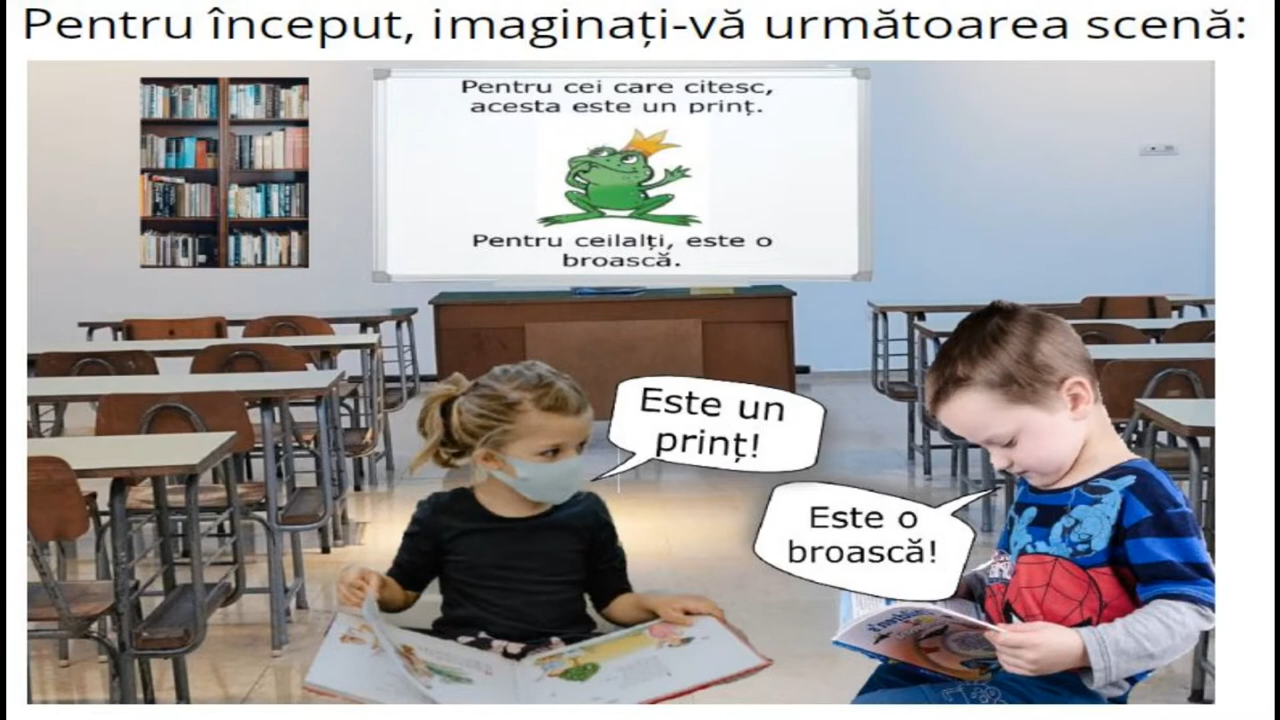 Pentru început, imaginați-vă următoarea scenă:
Pentru cei care citesc,
acesta este un prinț.
Pentru ceilalți, este o
broască.
Este un
prinț!
Este o
broască!